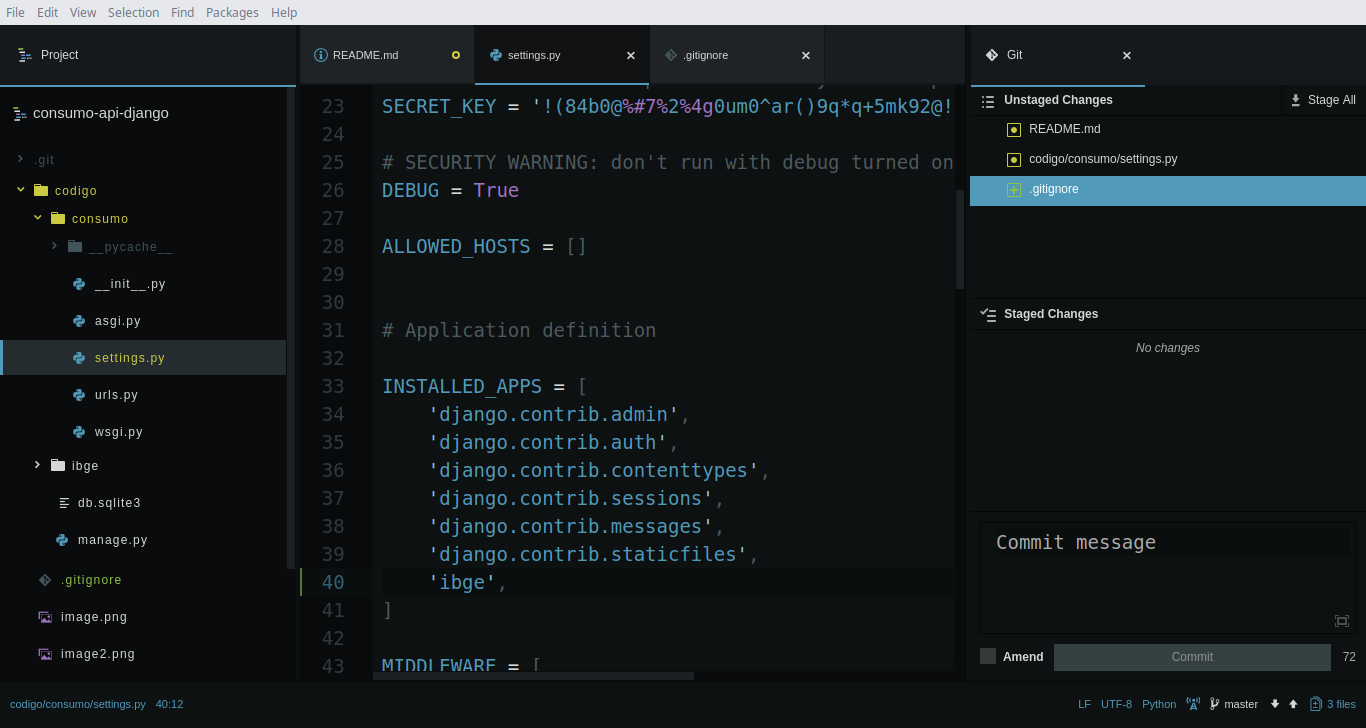 File Edit View Selection Find Packages Help
Project
README.md
settings.py
.gitignore
Git
consumo-api-django
.git
codigo
consumo
__pycache__
__init__.py
asgi.py
settings.py
urls.py
wsgi.py
ibge
db.sqlite3
manage.py
.gitignore
image.png
image2.png
23 SECRET_KEY = '!(84b0@%#7%2%4g0um0^ar()9q*q+5mk92@!
24
25 # SECURITY WARNING: don't run with debug turned on
26 DEBUG = True
27
28 ALLOWED_HOSTS = []
29
30
31 # Application definition
32
33 INSTALLED_APPS = [
34 'django.contrib.admin',
35 'django.contrib.auth',
36 'django.contrib.contenttypes',
37 'django.contrib.sessions',
38 'django.contrib.messages',
39 'django.contrib.staticfiles',
40 'ibge',
41 ]
42
43 MIDDLEWARE = [
Unstaged Changes Stage All
README.md
codigo/consumo/settings.py
.gitignore
Staged Changes
No changes
Commit message
Amend Commit 72
codigo/consumo/settings.py 40:12 LF UTF-8 Python master 3 files